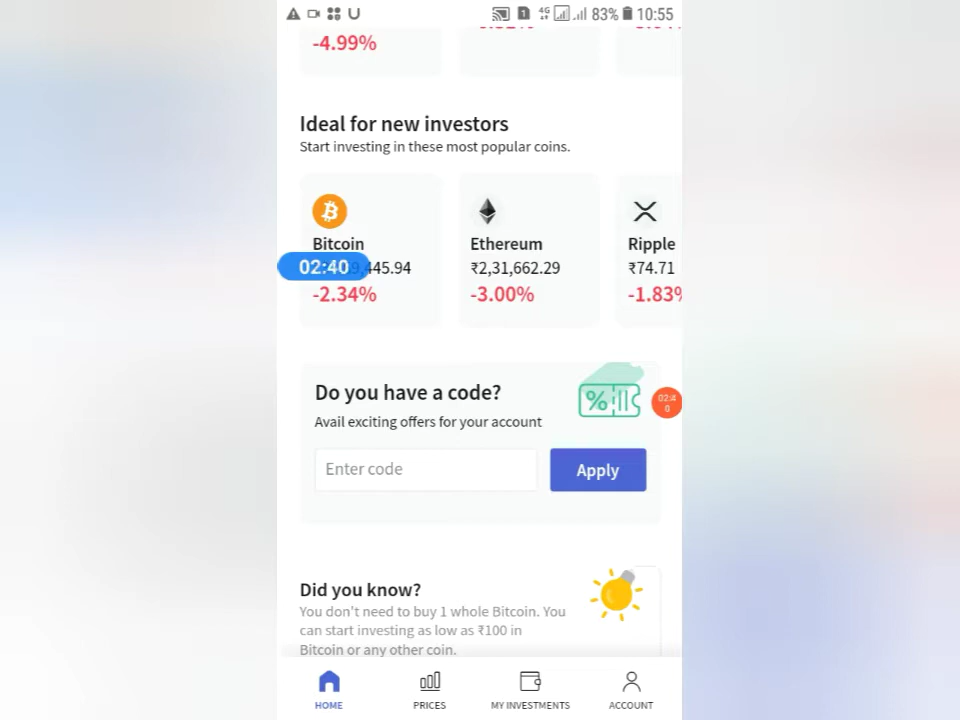 83% 10:55
-4.99%
Ideal for new investors
Start investing in these most popular coins.
Bitcoin Ethereum Ripple
02:40 445.94 ₹2,31,662.29 ₹74.71
-2.34% -3.00% -1.83%
Do you have a code?
%
Avail exciting offers for your account
02:4
0
Enter code Apply
Did you know?
You don't need to buy 1 whole Bitcoin. You
can start investing as low as ₹100 in
Bitcoin or any other coin.
HOME PRICES MY INVESTMENTS ACCOUNT